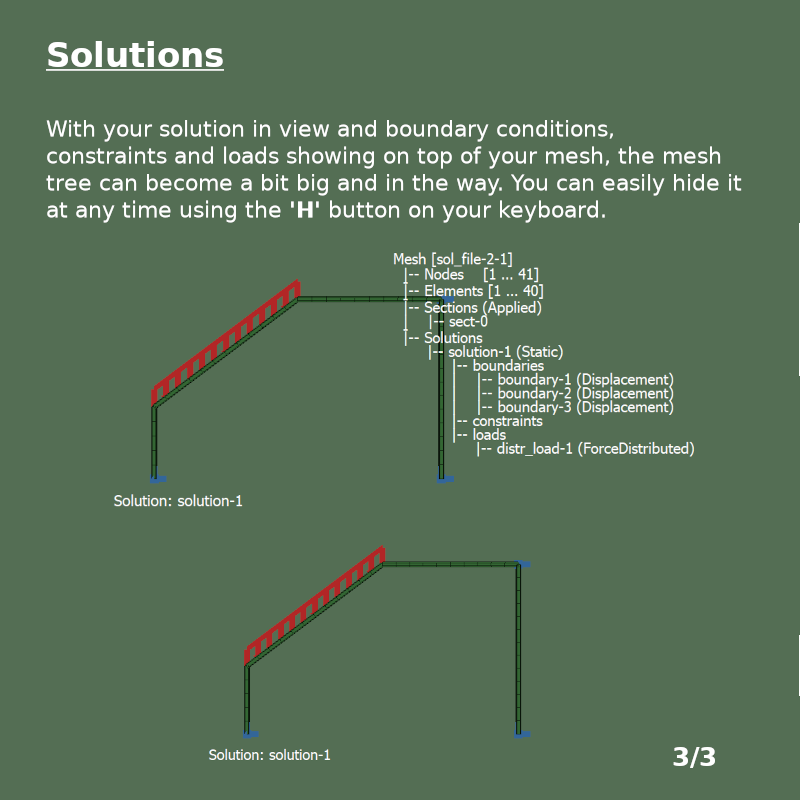 Solutions
With your solution in view and boundary conditions,
constraints and loads showing on top of your mesh, the mesh
tree can become a bit big and in the way. You can easily hide it
at any time using the 'H' button on your keyboard.
Mesh [sol_file-2-1]
|-- Nodes [1 ... 41]
|-- Elements [1 ... 40]
|-- Sections (Applied)
| |-- sect-0
|-- Solutions
|-- solution-1 (Static)
|-- boundaries
| |-- boundary-1 (Displacement)
| |-- boundary-2 (Displacement)
| |-- boundary-3 (Displacement)
|-- constraints
|-- loads
|-- distr_load-1 (ForceDistributed)
Solution: solution-1
Solution: solution-1
3/3